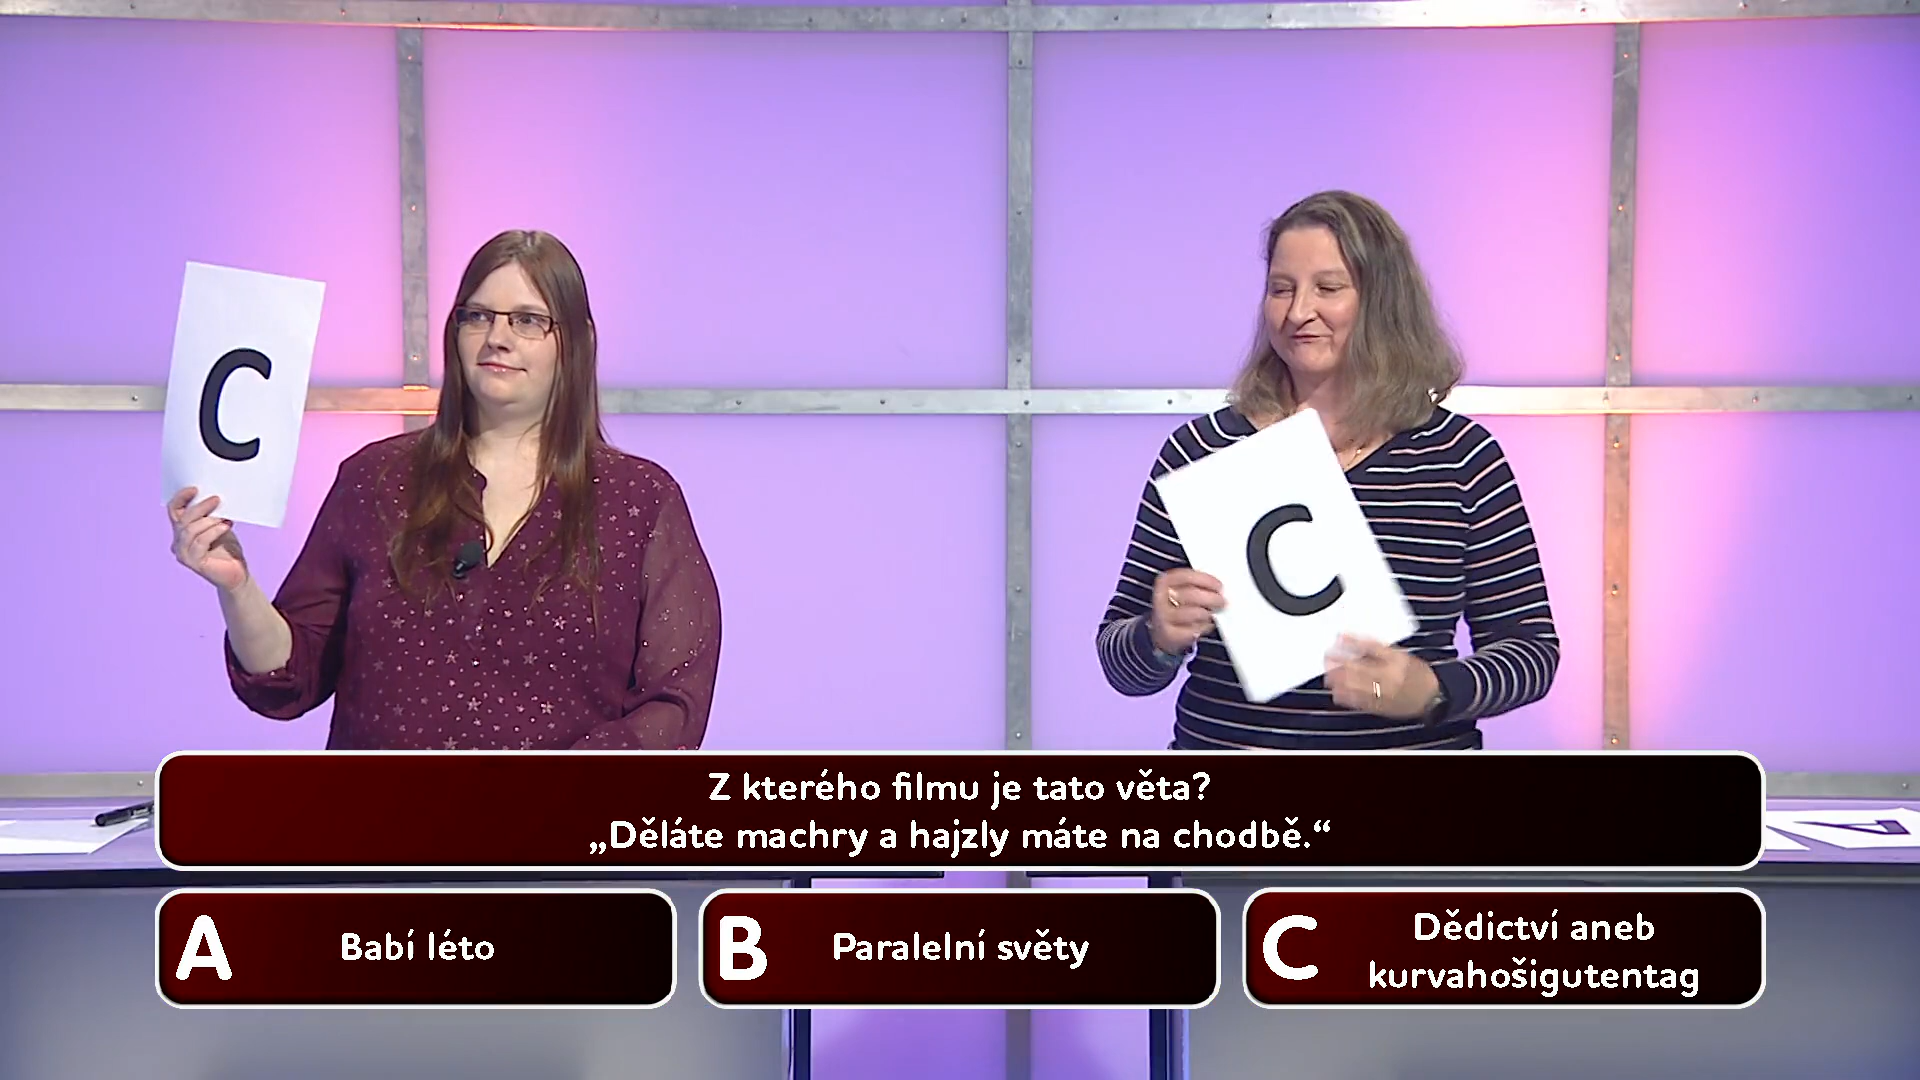 C
C
Z kterého filmu je tato věta?
„Děláte machry a hajzly máte na chodbě.“
A
Babí léto
B
Paralelní světy
C
Dědictví aneb
kurvahošigutentag